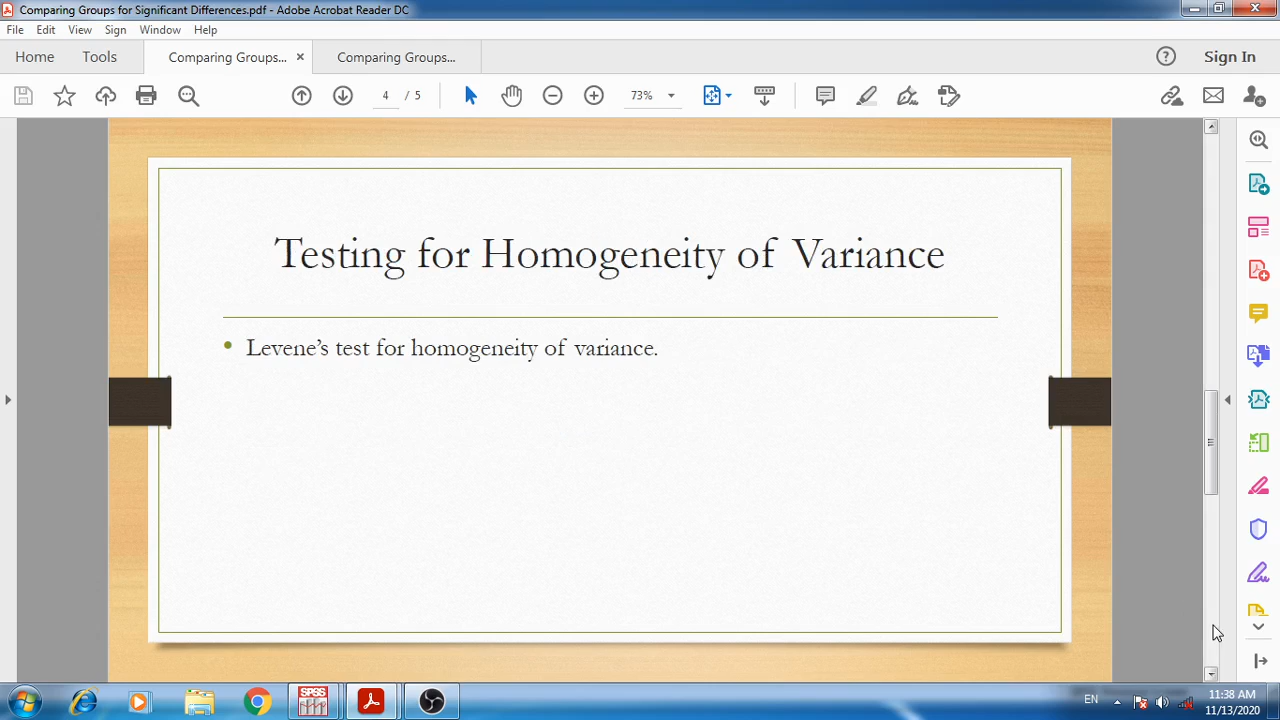 Comparing Groups for Significant Differences.pdf - Adobe Acrobat Reader DC
File Edit View Sign Window Help
Home Tools Comparing Groups... × Comparing Groups... Sign In
4 / 5 73%
Testing for Homogeneity of Variance
• Levene's test for homogeneity of variance.
SPSS
EN
11:38 AM
11/13/2020